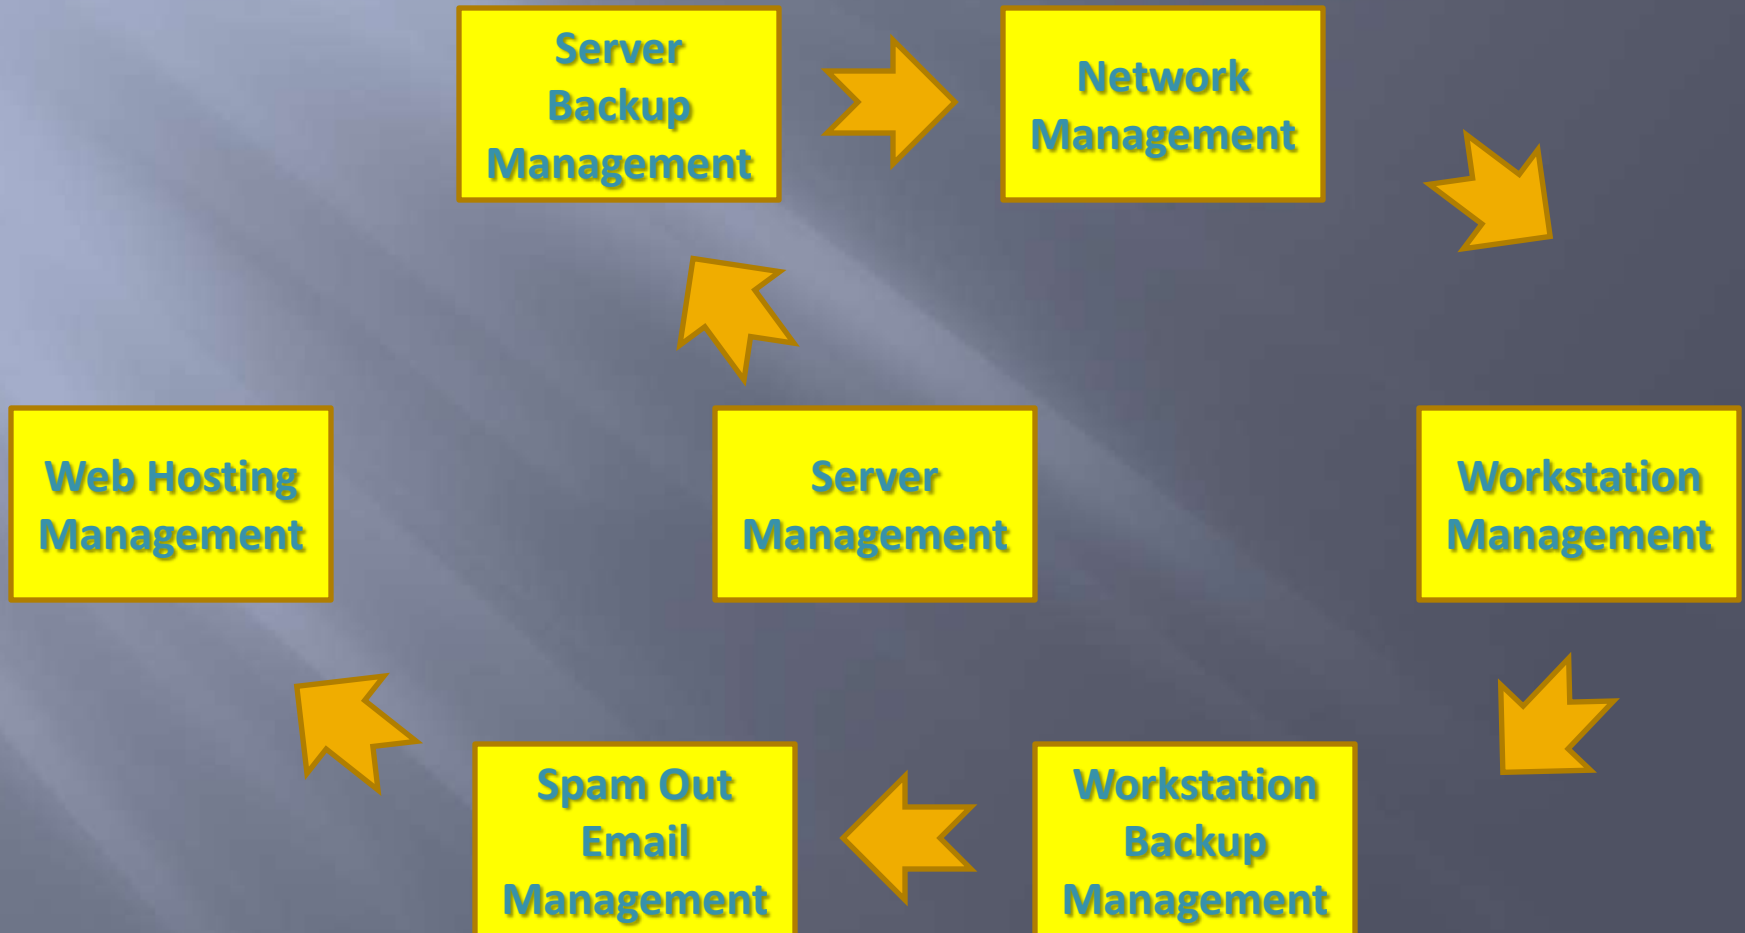 Server
Backup
Management
Network
Management
Web Hosting
Management
Server
Management
Workstation
Management
Spam Out
Email
Management
Workstation
Backup
Management